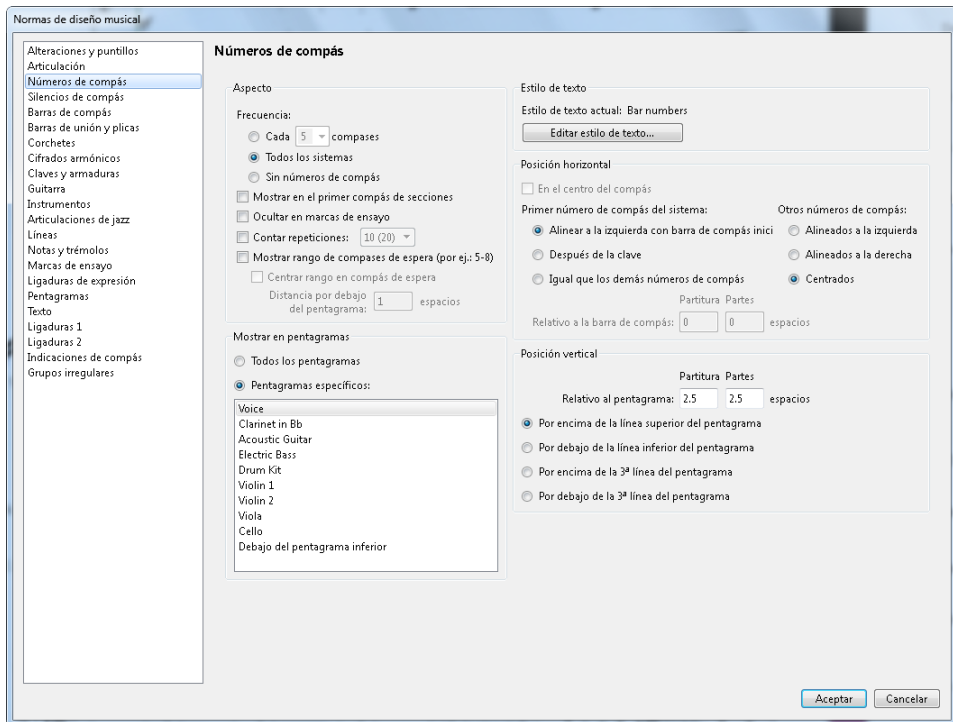 Normas de diseño musical
Alteraciones y puntillos
Articulación
Números de compás
Silencios de compás
Barras de compás
Barras de unión y plicas
Corchetes
Cifrados armónicos
Claves y armaduras
Guitarra
Instrumentos
Articulaciones de jazz
Líneas
Notas y trémolos
Marcas de ensayo
Ligaduras de expresión
Pentagramas
Texto
Ligaduras 1
Ligaduras 2
Indicaciones de compás
Grupos irregulares
Números de compás
Aspecto
Frecuencia:
Cada 5 compases
Todos los sistemas
Sin números de compás
Mostrar en el primer compás de secciones
Ocultar en marcas de ensayo
Contar repeticiones: 10 (20)
Mostrar rango de compases de espera (por ej.: 5-8)
Centrar rango en compás de espera
Distancia por debajo
del pentagrama: 1 espacios
Mostrar en pentagramas
Todos los pentagramas
Pentagramas específicos:
Voice
Clarinet in Bb
Acoustic Guitar
Electric Bass
Drum Kit
Violin 1
Violin 2
Viola
Cello
Debajo del pentagrama inferior
Estilo de texto
Estilo de texto actual: Bar numbers
Editar estilo de texto...
Posición horizontal
En el centro del compás
Primer número de compás del sistema:
Alinear a la izquierda con barra de compás inici
Después de la clave
Igual que los demás números de compás
Otros números de compás:
Alineados a la izquierda
Alineados a la derecha
Centrados
Partitura Partes
Relativo a la barra de compás: 0 0 espacios
Posición vertical
Partitura Partes
Relativo al pentagrama: 2.5 2.5 espacios
Por encima de la línea superior del pentagrama
Por debajo de la línea inferior del pentagrama
Por encima de la 3ª línea del pentagrama
Por debajo de la 3ª línea del pentagrama
Aceptar
Cancelar